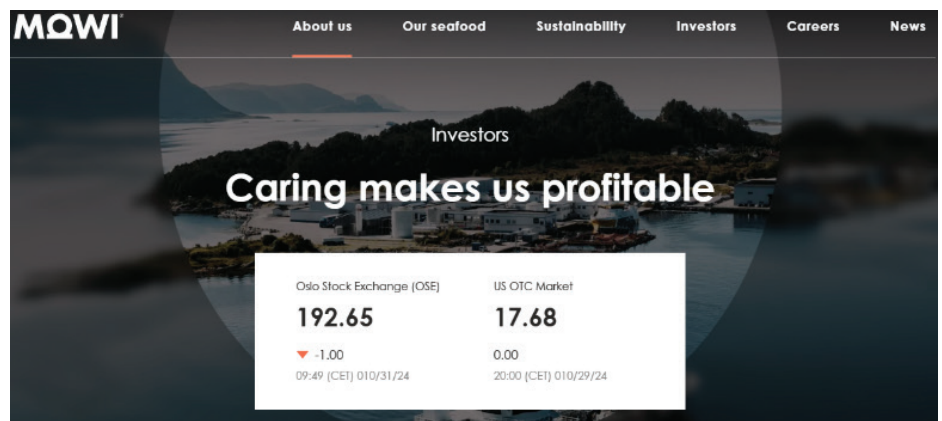 MOWI
About us Our seafood Sustainability Investors Careers News
Investors
Caring makes us profitable
Oslo Stock Exchange (OSE) US OTC Market
192.65 17.68
-1.00 0.00
09:49 (CET) 010/31/24 20:00 (CET) 010/29/24